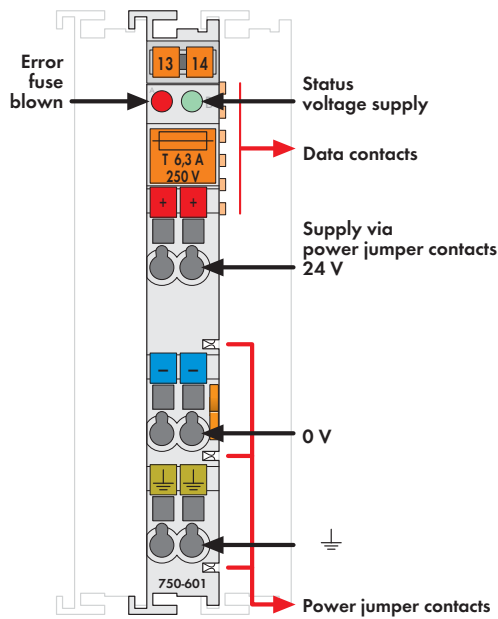 13 14
Error
fuse
blown
A
Status
voltage supply
Data contacts
T 6,3 A
250 V
+ +
Supply via
power jumper contacts
24 V
– –
0 V
750-601
Power jumper contacts